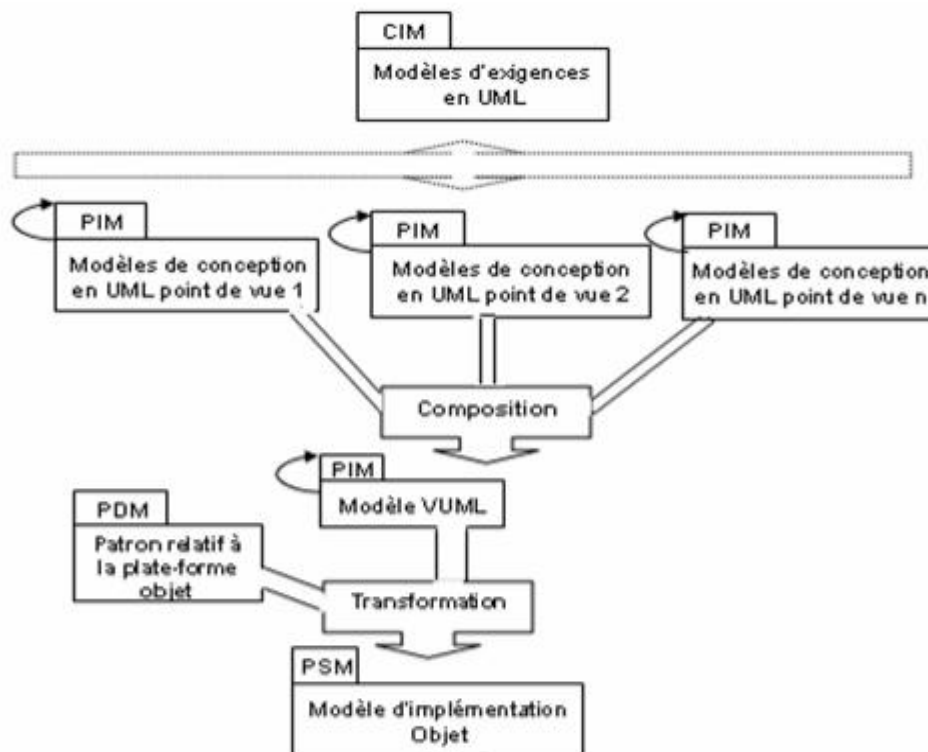 CIM
Modèles d'exigences
en UML
PIM
Modèles de conception
en UML point de vue 1
PIM
Modèles de conception
en UML point de vue 2
PIM
Modèles de conception
en UML point de vue n
Composition
PIM
Modèle VUML
PDM
Patron relatif à
la plate-forme
objet
Transformation
PSM
Modèle d'implémentation
Objet